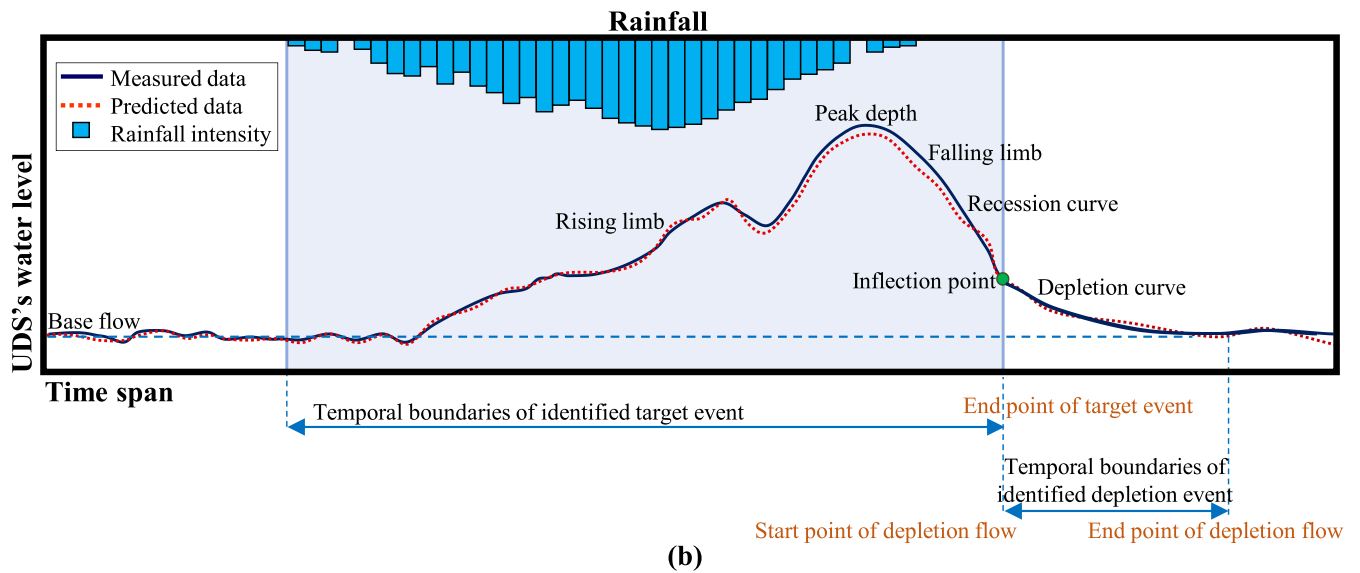 Rainfall
Measured data
Predicted data
Rainfall intensity
Peak depth
Falling limb
Recession curve
Rising limb
Inflection point
Depletion curve
Base flow
UDS's water level
Time span
Temporal boundaries of identified target event
End point of target event
Temporal boundaries of
identified depletion event
Start point of depletion flow
End point of depletion flow
(b)